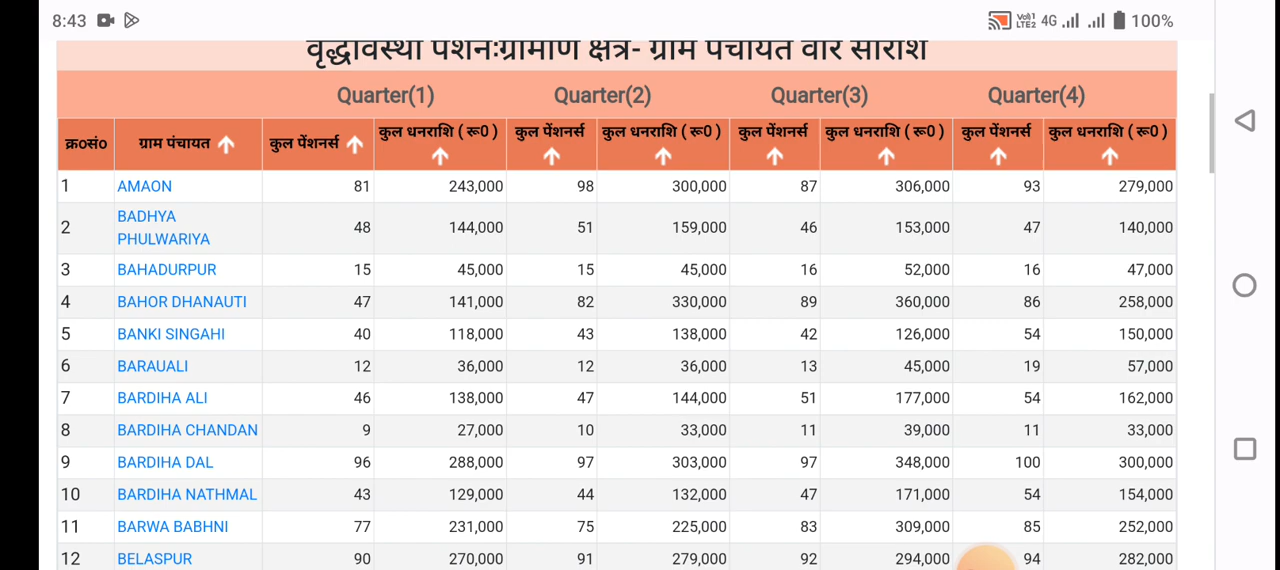 8:43 Vo)) 1 LTE2 4G 100%
वृद्धावस्था पेंशन:ग्रामीण क्षेत्र- ग्राम पंचायत वार सारांश
Quarter(1) Quarter(2) Quarter(3) Quarter(4)
क्र०सं० ग्राम पंचायत कुल पेंशनर्स कुल धनराशि ( रू0 ) कुल पेंशनर्स कुल धनराशि ( रू0 ) कुल पेंशनर्स कुल धनराशि ( रू0 ) कुल पेंशनर्स कुल धनराशि ( रू0 )
1 AMAON 81 243,000 98 300,000 87 306,000 93 279,000
2 BADHYA PHULWARIYA 48 144,000 51 159,000 46 153,000 47 140,000
3 BAHADURPUR 15 45,000 15 45,000 16 52,000 16 47,000
4 BAHOR DHANAUTI 47 141,000 82 330,000 89 360,000 86 258,000
5 BANKI SINGAHI 40 118,000 43 138,000 42 126,000 54 150,000
6 BARAUALI 12 36,000 12 36,000 13 45,000 19 57,000
7 BARDIHA ALI 46 138,000 47 144,000 51 177,000 54 162,000
8 BARDIHA CHANDAN 9 27,000 10 33,000 11 39,000 11 33,000
9 BARDIHA DAL 96 288,000 97 303,000 97 348,000 100 300,000
10 BARDIHA NATHMAL 43 129,000 44 132,000 47 171,000 54 154,000
11 BARWA BABHNI 77 231,000 75 225,000 83 309,000 85 252,000
12 BELASPUR 90 270,000 91 279,000 92 294,000 94 282,000